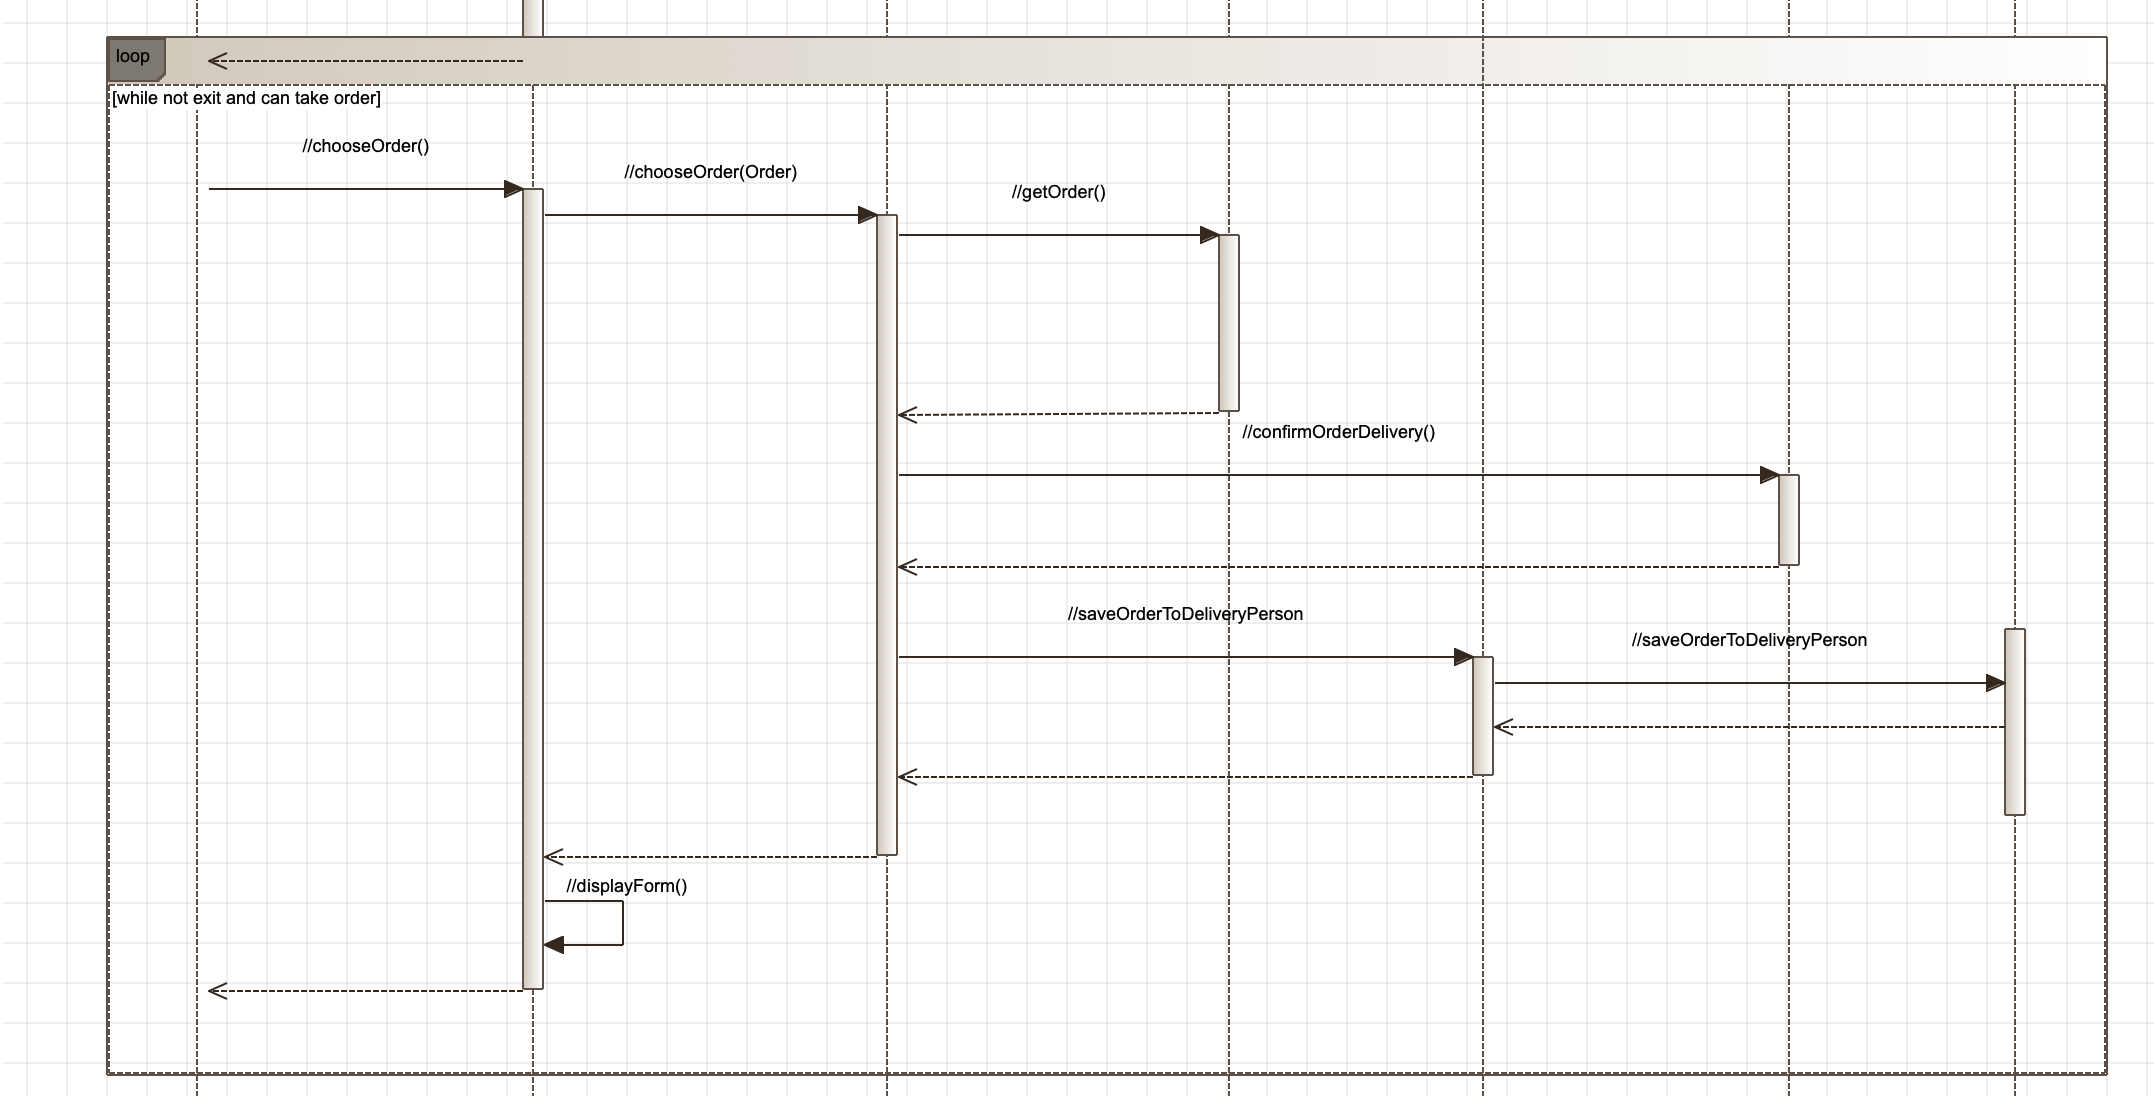 loop
[while not exit and can take order]
//chooseOrder()
//chooseOrder(Order)
//getOrder()
//confirmOrderDelivery()
//saveOrderToDeliveryPerson
//saveOrderToDeliveryPerson
//displayForm()